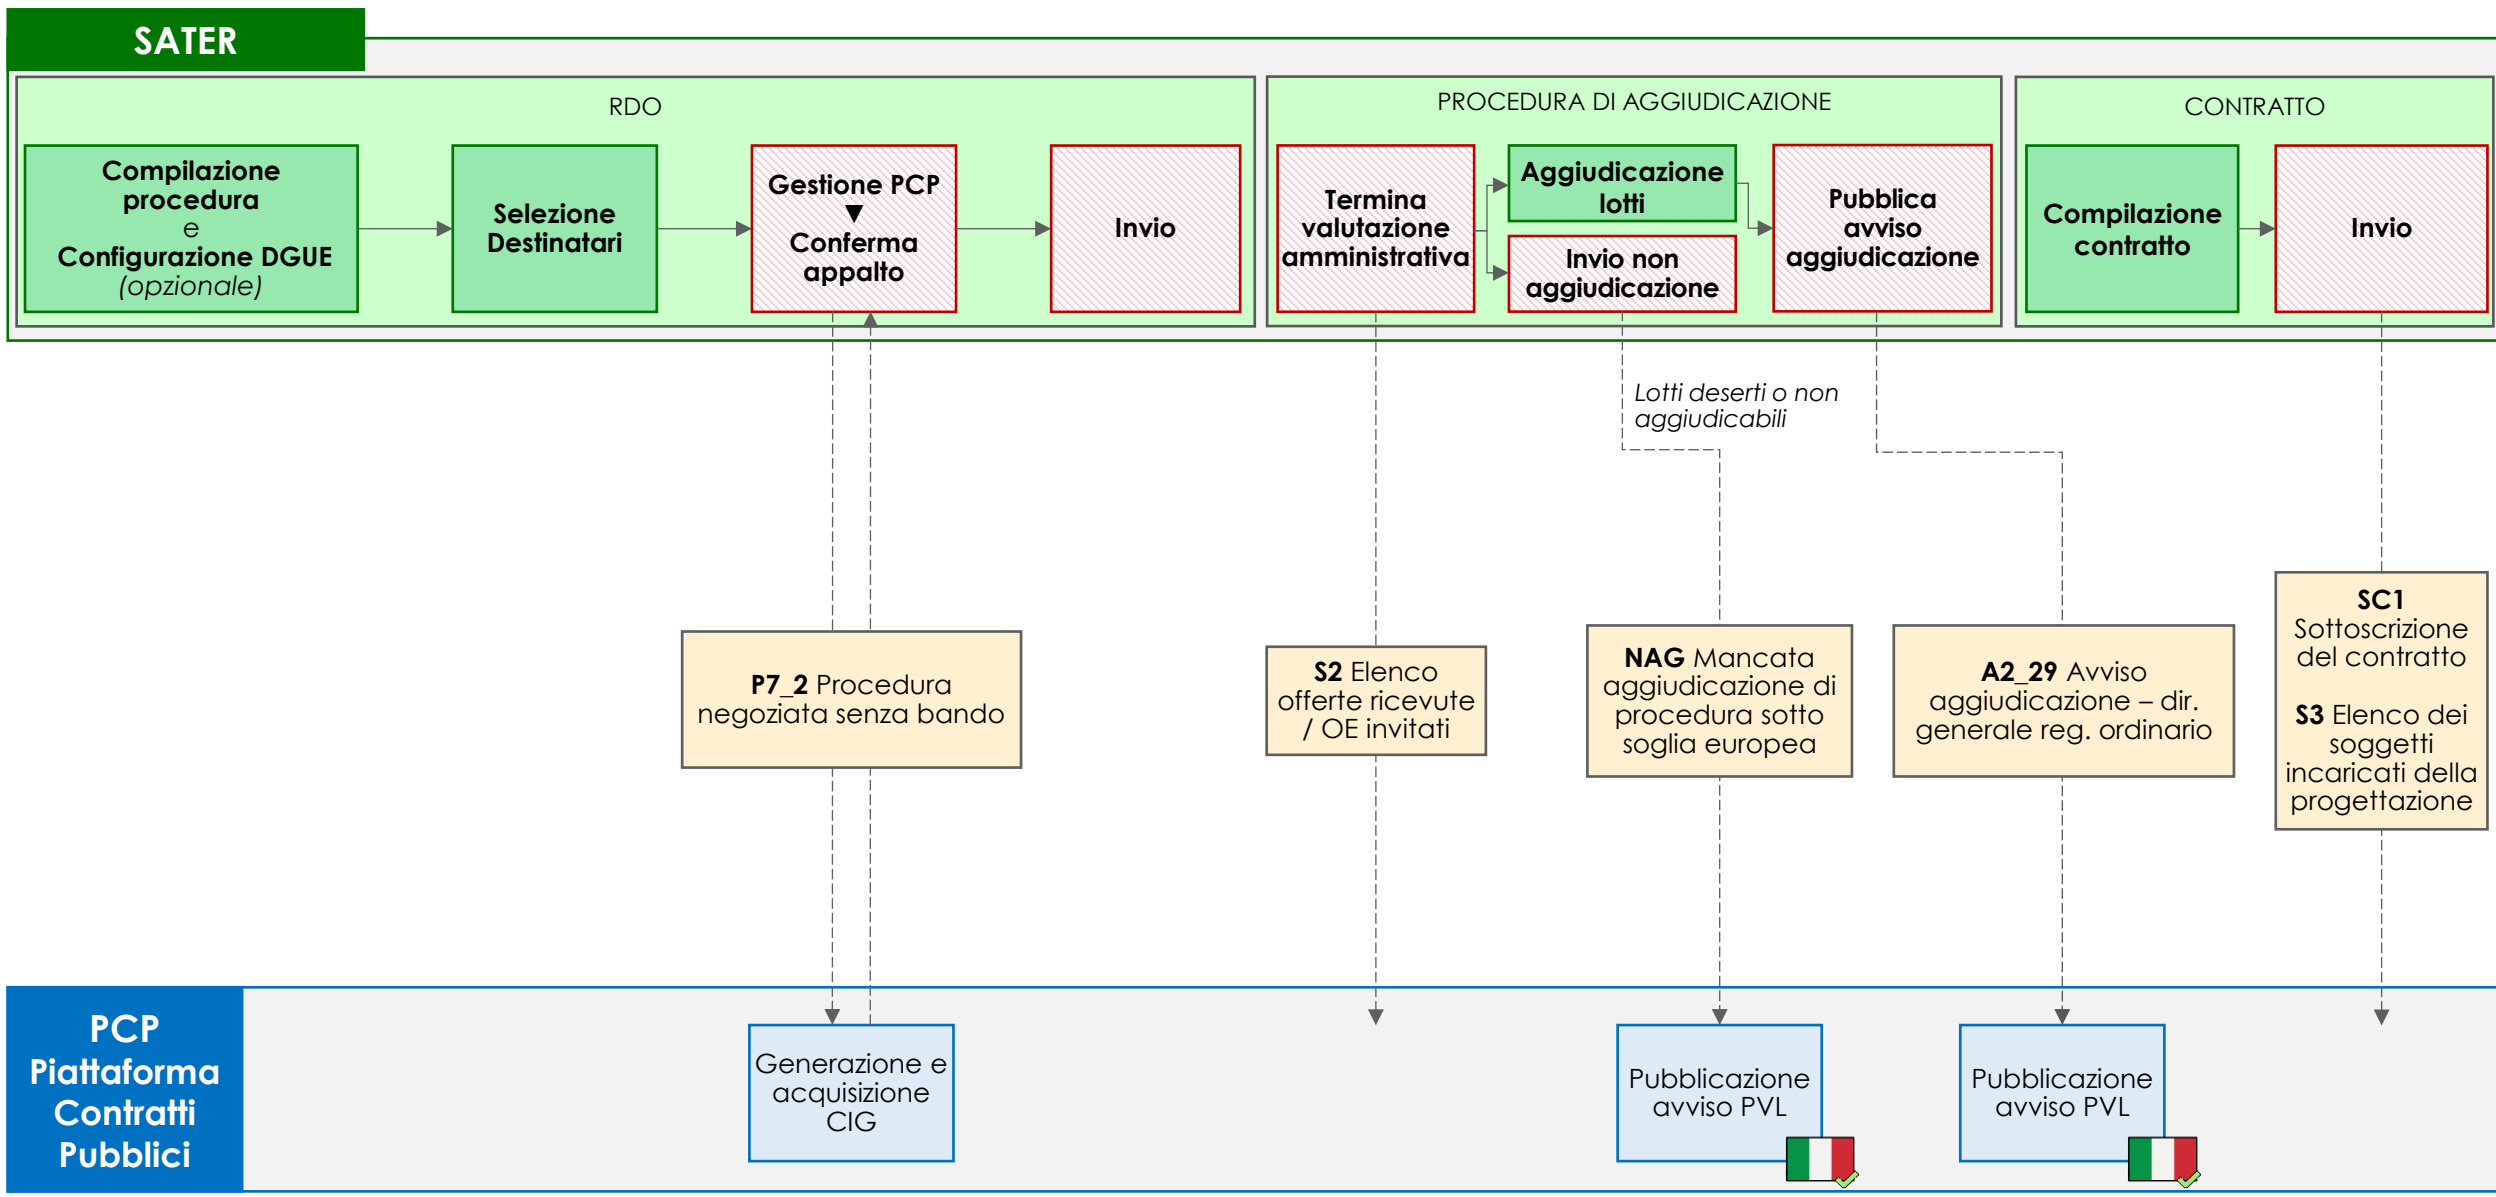 SATER
RDO
Compilazione
procedura
e
Configurazione DGUE
(opzionale)
Selezione
Destinatari
Gestione PCP
▼
Conferma
appalto
Invio
PROCEDURA DI AGGIUDICAZIONE
Termina
valutazione
amministrativa
Aggiudicazione
lotti
Invio non
aggiudicazione
Pubblica
avviso
aggiudicazione
CONTRATTO
Compilazione
contratto
Invio
Lotti deserti o non
aggiudicabili
P7_2 Procedura
negoziata senza bando
S2 Elenco
offerte ricevute
/ OE invitati
NAG Mancata
aggiudicazione di
procedura sotto
soglia europea
A2_29 Avviso
aggiudicazione – dir.
generale reg. ordinario
SC1
Sottoscrizione
del contratto
S3 Elenco dei
soggetti
incaricati della
progettazione
PCP
Piattaforma
Contratti
Pubblici
Generazione e
acquisizione
CIG
Pubblicazione
avviso PVL
Pubblicazione
avviso PVL